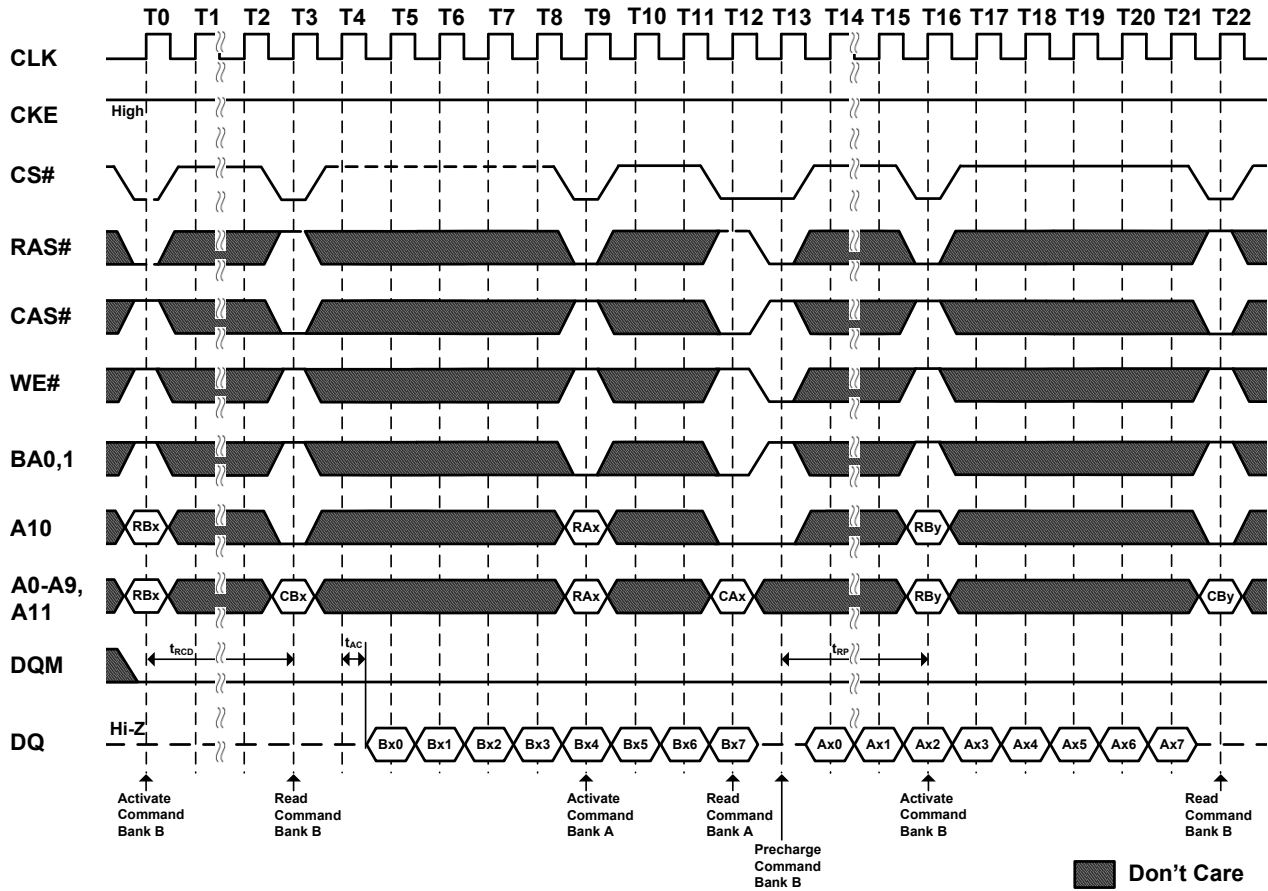 T0 T1 T2 T3 T4 T5 T6 T7 T8 T9 T10 T11 T12 T13 T14 T15 T16 T17 T18 T19 T20 T21 T22
CLK
CKE
High
CS#
RAS#
CAS#
WE#
BA0,1
A10
RBx RAx RBy
A0-A9,
A11
RBx CBx RAx CAx RBy CBy
DQM
tRCD tAC tRP
DQ
Hi-Z
Bx0 Bx1 Bx2 Bx3 Bx4 Bx5 Bx6 Bx7 Ax0 Ax1 Ax2 Ax3 Ax4 Ax5 Ax6 Ax7
Activate
Command
Bank B
Read
Command
Bank B
Activate
Command
Bank A
Read
Command
Bank A
Precharge
Command
Bank B
Activate
Command
Bank B
Read
Command
Bank B
Don't Care